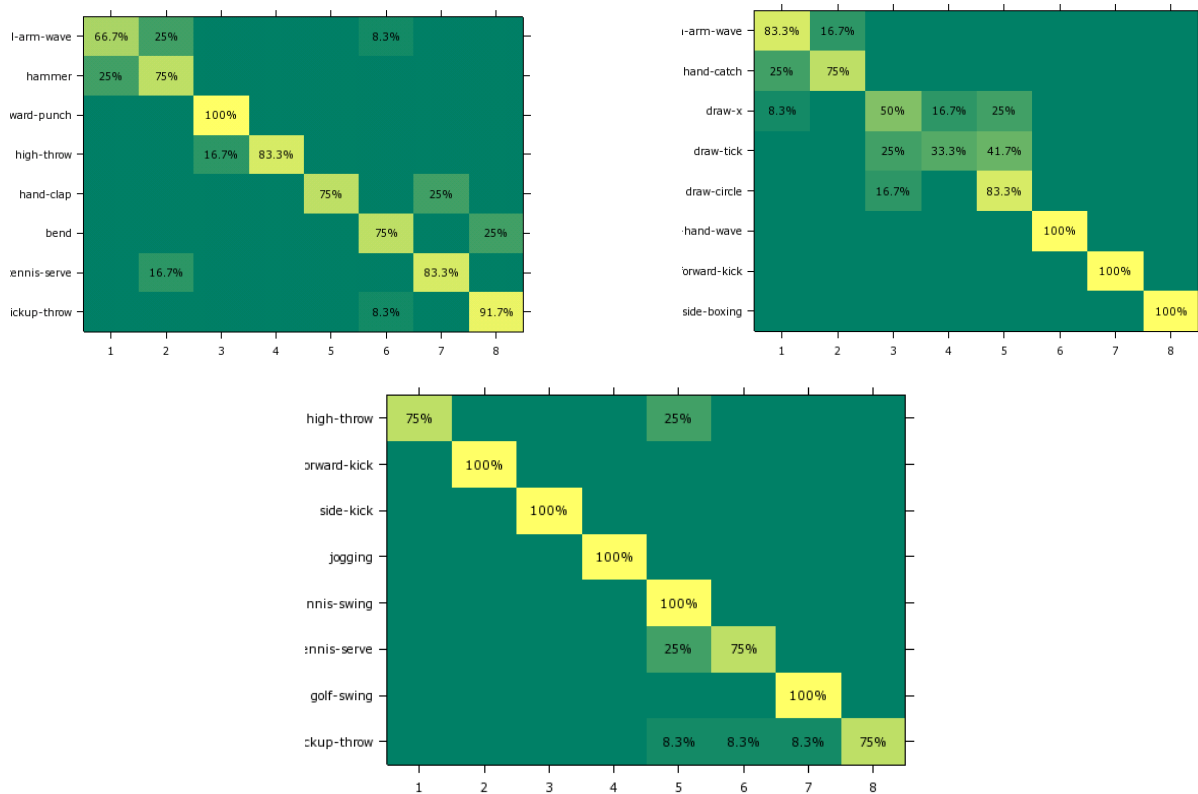 l-arm-wave 66.7% 25% 8.3%
hammer 25% 75%
ward-punch 100%
high-throw 16.7% 83.3%
hand-clap 75% 25%
bend 75% 25%
ennis-serve 16.7% 83.3%
ickup-throw 8.3% 91.7%
1 2 3 4 5 6 7 8
-arm-wave 83.3% 16.7%
hand-catch 25% 75%
draw-x 8.3% 50% 16.7% 25%
draw-tick 25% 33.3% 41.7%
draw-circle 16.7% 83.3%
-hand-wave 100%
orward-kick 100%
side-boxing 100%
1 2 3 4 5 6 7 8
high-throw 75% 25%
orward-kick 100%
side-kick 100%
jogging 100%
nnis-swing 100%
ennis-serve 25% 75%
golf-swing 100%
ckup-throw 8.3% 8.3% 8.3% 75%
1 2 3 4 5 6 7 8